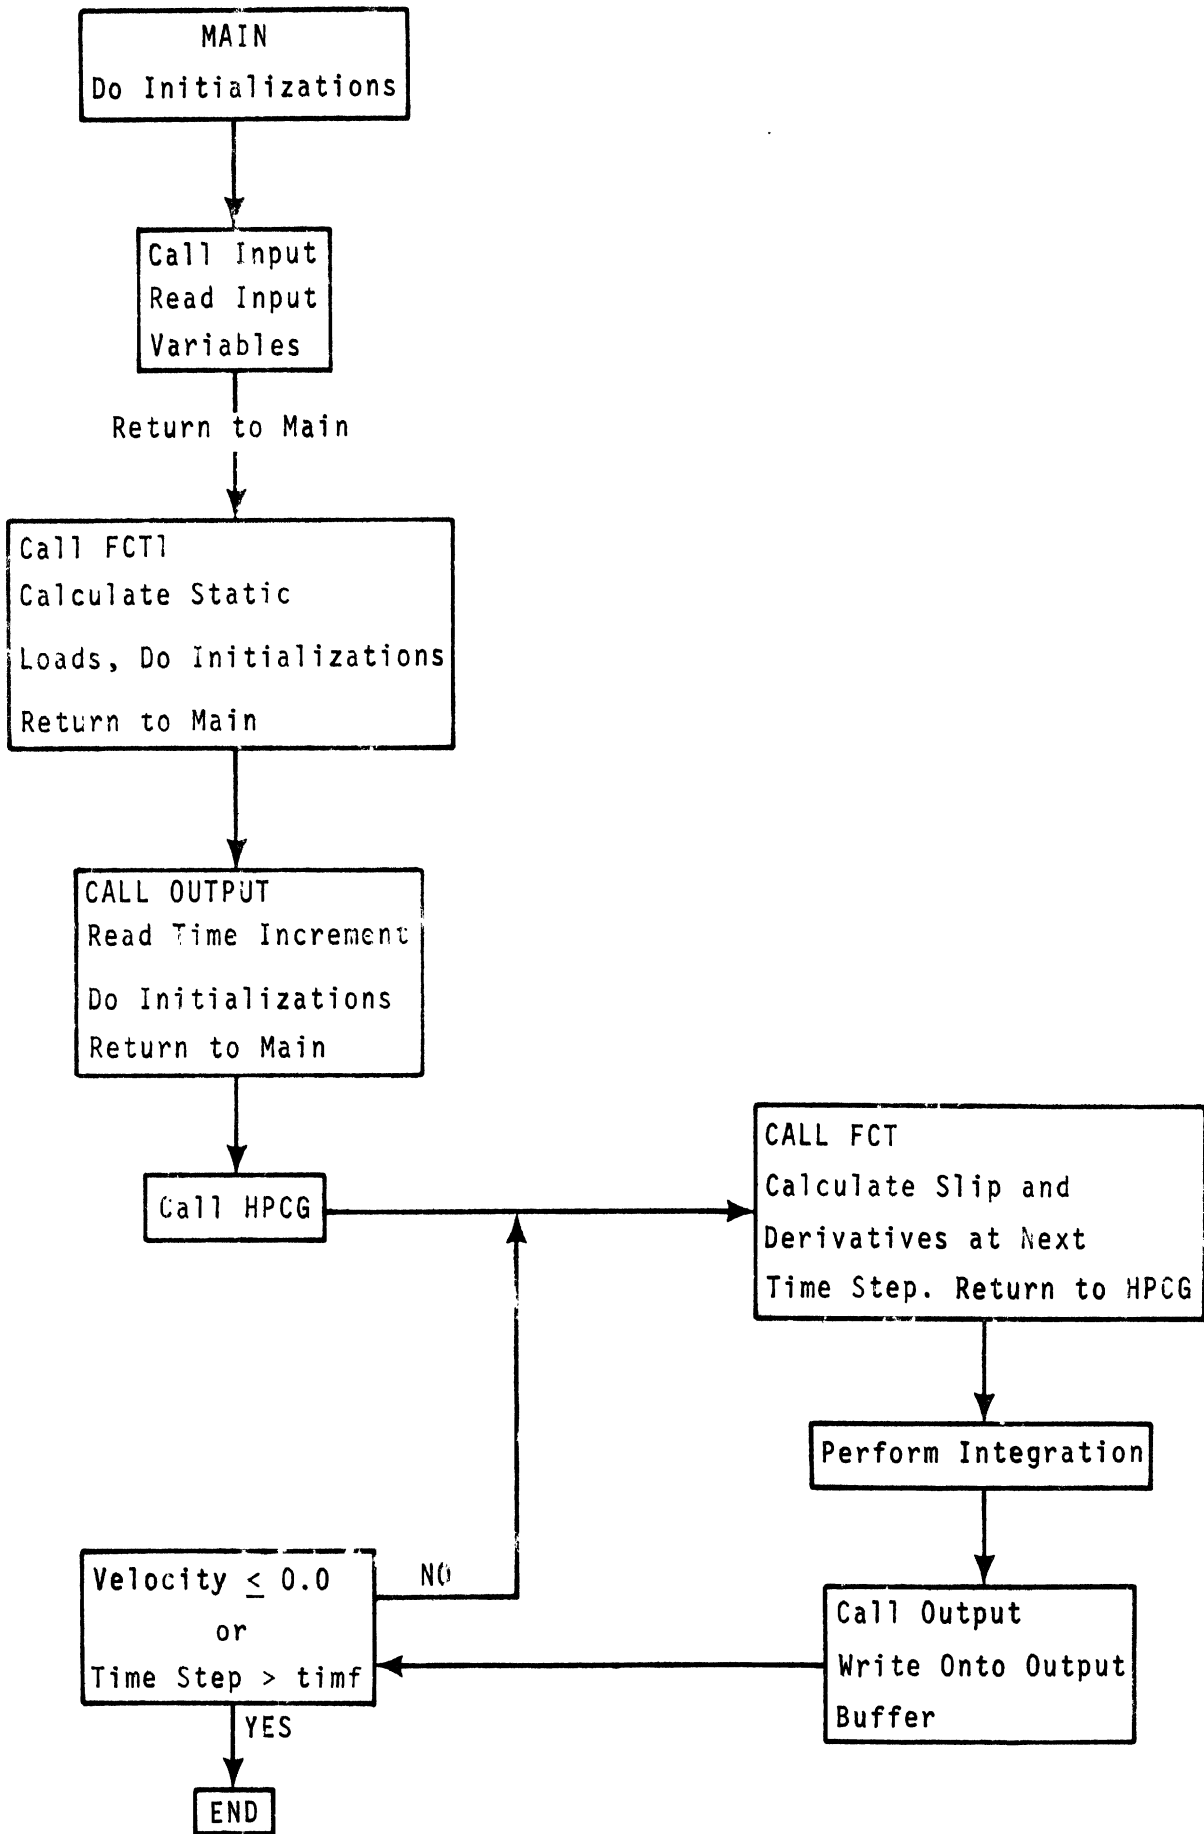 MAIN
Do Initializations
Call Input
Read Input
Variables
Return to Main
Call FCT1
Calculate Static
Loads, Do Initializations
Return to Main
CALL OUTPUT
Read Time Increment
Do Initializations
Return to Main
Call HPCG
CALL FCT
Calculate Slip and
Derivatives at Next
Time Step. Return to HPCG
Perform Integration
Call Output
Write Onto Output
Buffer
Velocity ≤ 0.0
or
Time Step > timf
NO
YES
END